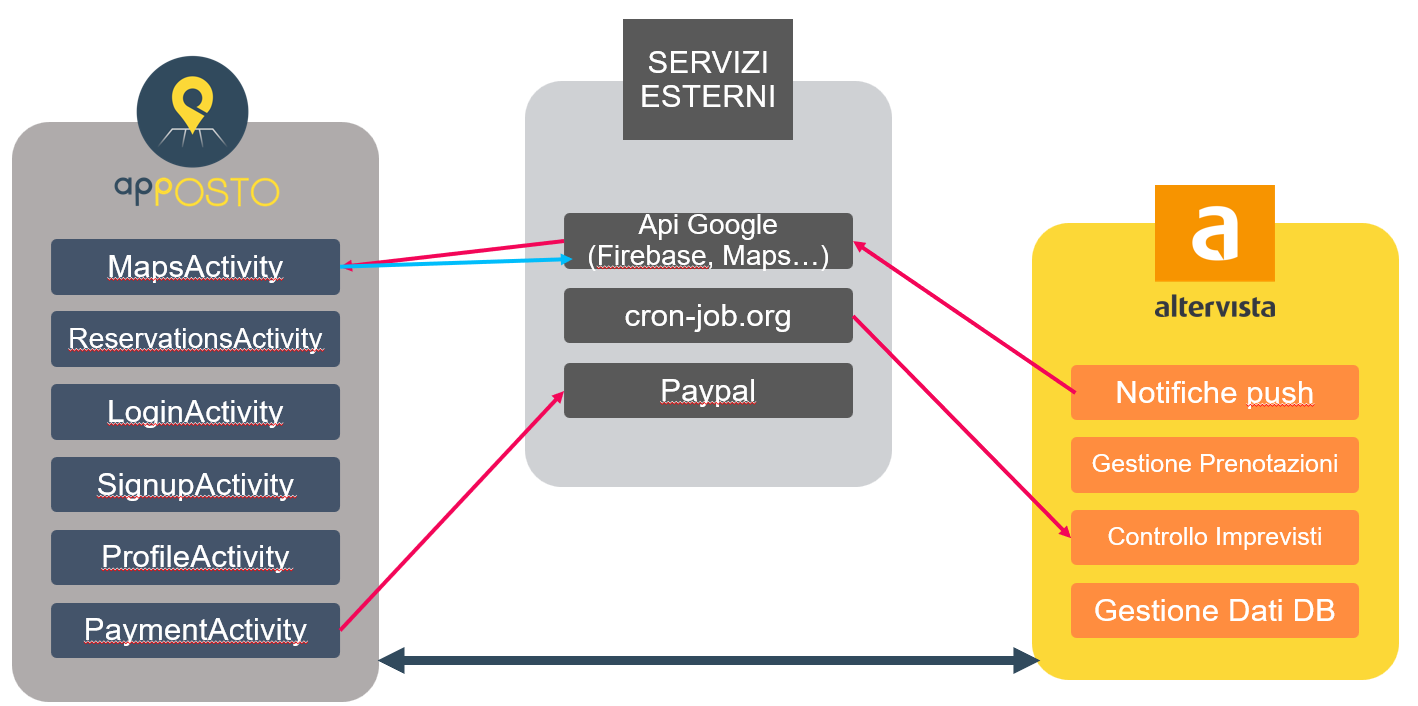 apPOSTO
MapsActivity
ReservationsActivity
LoginActivity
SignupActivity
ProfileActivity
PaymentActivity
SERVIZI
ESTERNI
Api Google
(Firebase, Maps…)
cron-job.org
Paypal
a
altervista
Notifiche push
Gestione Prenotazioni
Controllo Imprevisti
Gestione Dati DB